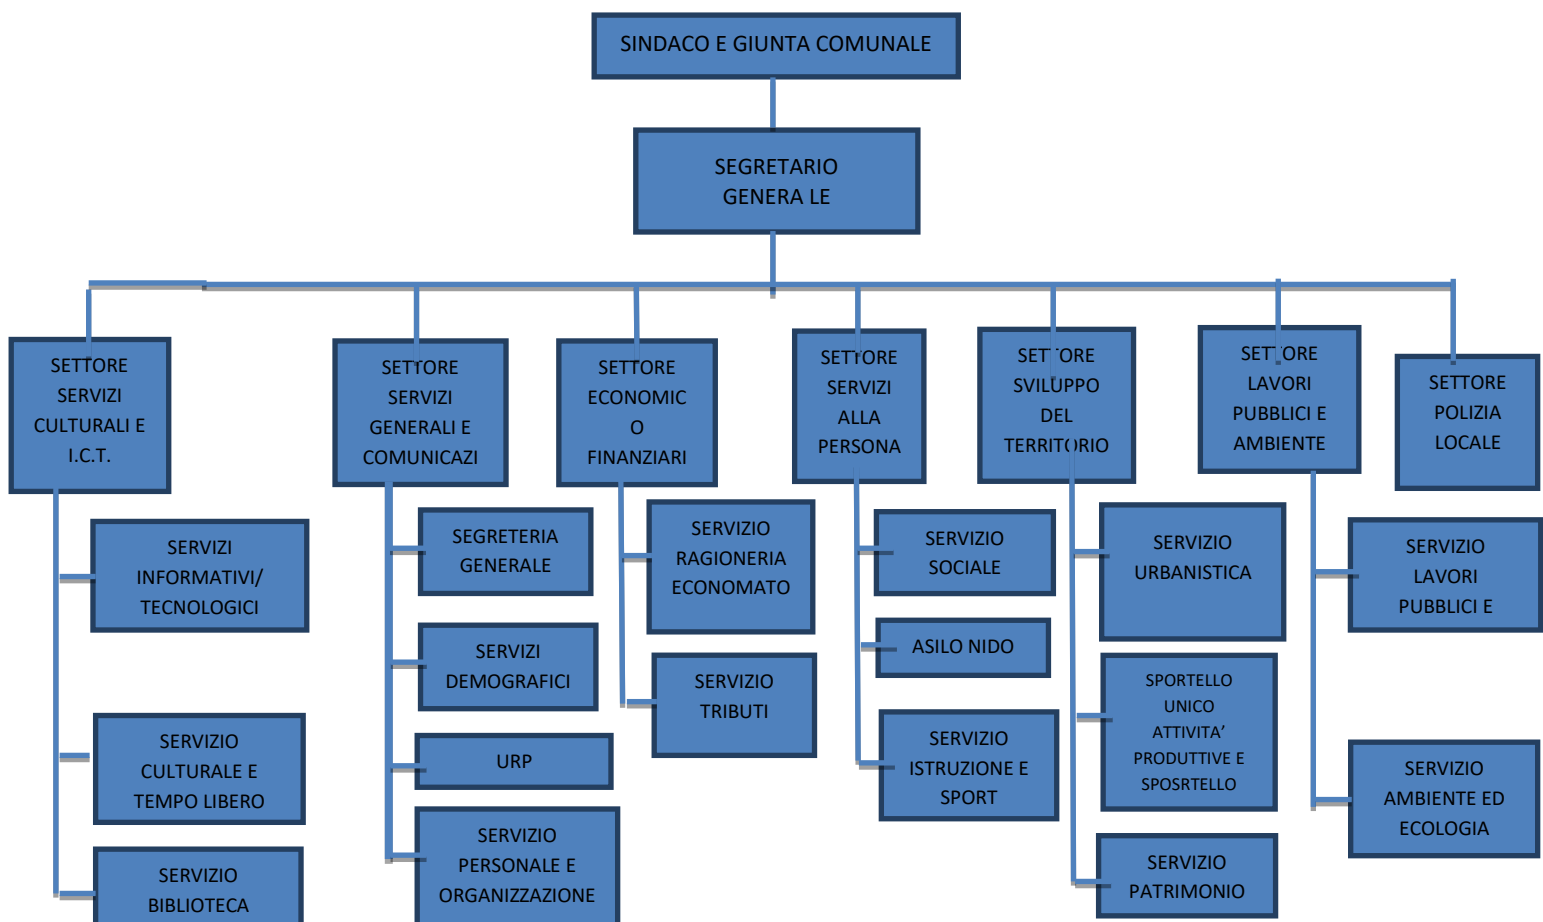 SINDACO E GIUNTA COMUNALE
SEGRETARIO
GENERA LE
SETTORE
SERVIZI
CULTURALI E
I.C.T.
SETTORE
SERVIZI
GENERALI E
COMUNICAZI
SETTORE
ECONOMIC
O
FINANZIARI
SETTORE
SERVIZI
ALLA
PERSONA
SETTORE
SVILUPPO
DEL
TERRITORIO
SETTORE
LAVORI
PUBBLICI E
AMBIENTE
SETTORE
POLIZIA
LOCALE
SERVIZI
INFORMATIVI/
TECNOLOGICI
SERVIZIO
CULTURALE E
TEMPO LIBERO
SERVIZIO
BIBLIOTECA
SEGRETERIA
GENERALE
SERVIZI
DEMOGRAFICI
URP
SERVIZIO
PERSONALE E
ORGANIZZAZIONE
SERVIZIO
RAGIONERIA
ECONOMATO
SERVIZIO
TRIBUTI
SERVIZIO
SOCIALE
ASILO NIDO
SERVIZIO
ISTRUZIONE E
SPORT
SERVIZIO
URBANISTICA
SPORTELLO
UNICO
ATTIVITA’
PRODUTTIVE E
SPOSRTELLO
SERVIZIO
PATRIMONIO
SERVIZIO
LAVORI
PUBBLICI E
SERVIZIO
AMBIENTE ED
ECOLOGIA